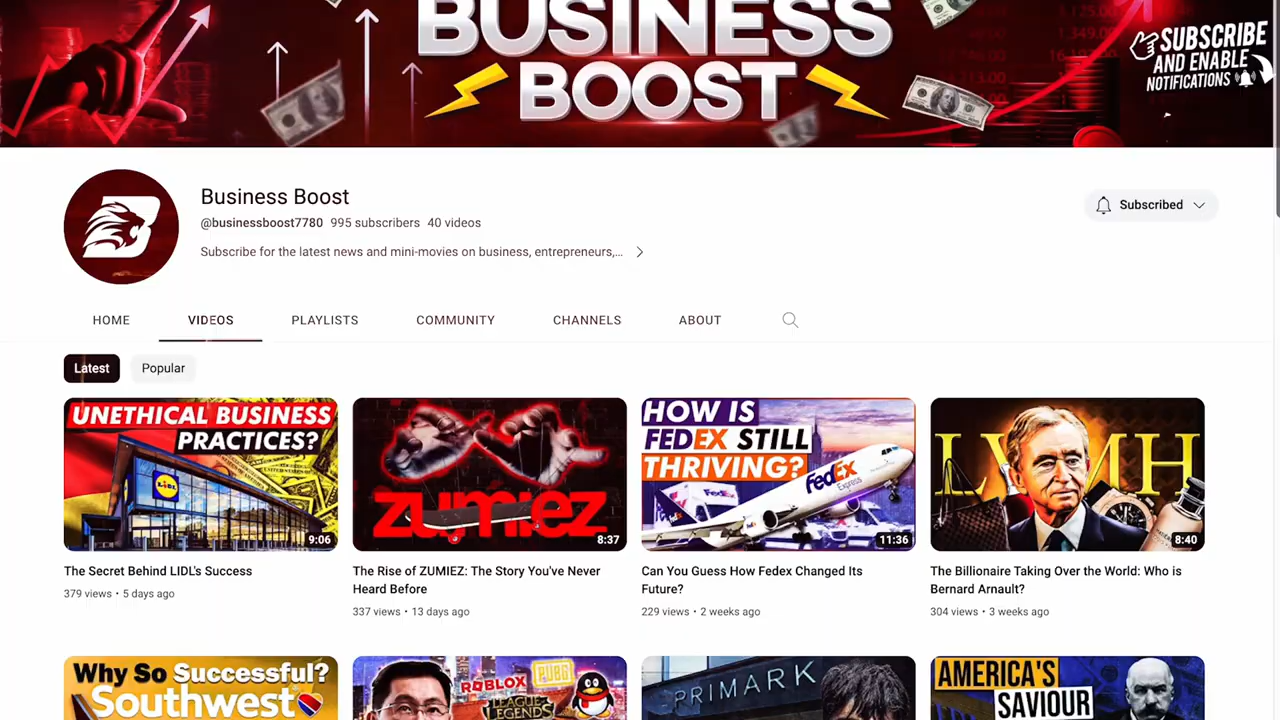 BUSINESS
BOOST
SUBSCRIBE
AND ENABLE
NOTIFICATIONS
Business Boost
@businessboost7780 995 subscribers 40 videos
Subscribe for the latest news and mini-movies on business, entrepreneurs,...
Subscribed
HOME VIDEOS PLAYLISTS COMMUNITY CHANNELS ABOUT
Latest Popular
UNETHICAL BUSINESS
PRACTICES?
LIDL
9:06
The Secret Behind LIDL's Success
379 views • 5 days ago
zumiez
8:37
The Rise of ZUMIEZ: The Story You've Never
Heard Before
337 views • 13 days ago
HOW IS
FEDEX STILL
THRIVING?
FedEx
Express
FedEx
11:36
Can You Guess How Fedex Changed Its
Future?
229 views • 2 weeks ago
LVMH
8:40
The Billionaire Taking Over the World: Who is
Bernard Arnault?
304 views • 3 weeks ago
Why So Successful?
Southwest
ROBLOX
PUBG
LEAGUE
LEGENDS
PRIMARK
AMERICA'S
SAVIOUR